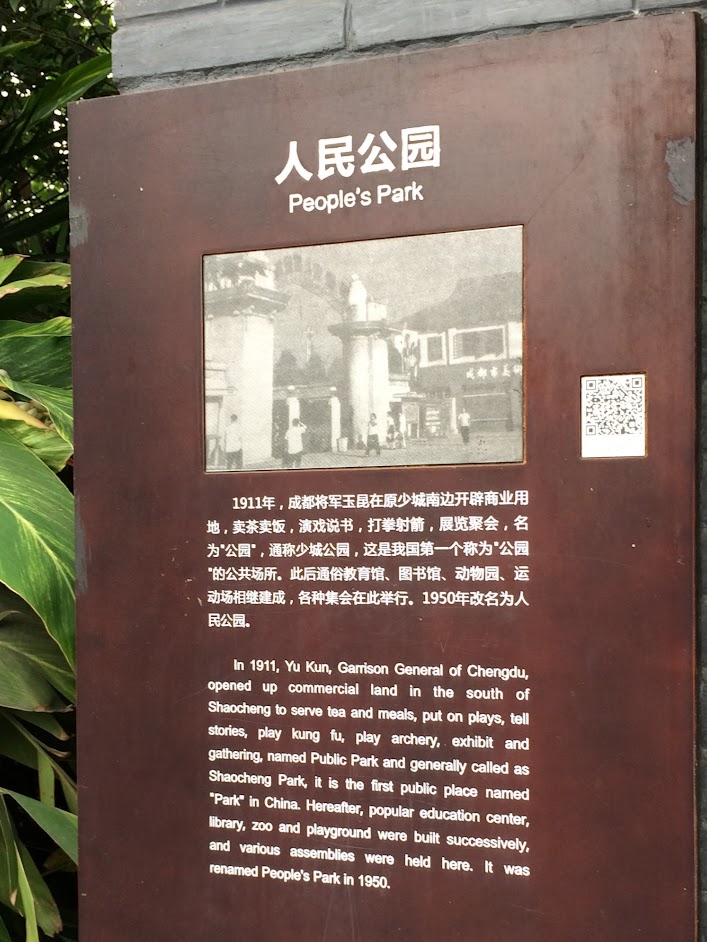 人民公园
People's Park
成都市美术
1911年，成都将军玉昆在原少城南边开辟商业用
地，卖茶卖饭，演戏说书，打拳射箭，展览聚会，名
为"公园"，通称少城公园，这是我国第一个称为"公园
"的公共场所。此后通俗教育馆、图书馆、动物园、运
动场相继建成，各种集会在此举行。1950年改名为人
民公园。
In 1911, Yu Kun, Garrison General of Chengdu,
opened up commercial land in the south of
Shaocheng to serve tea and meals, put on plays, tell
stories, play kung fu, play archery, exhibit and
gathering, named Public Park and generally called as
Shaocheng Park, it is the first public place named
"Park" in China. Hereafter, popular education center,
library, zoo and playground were built successively,
and various assemblies were held here. It was
renamed People's Park in 1950.